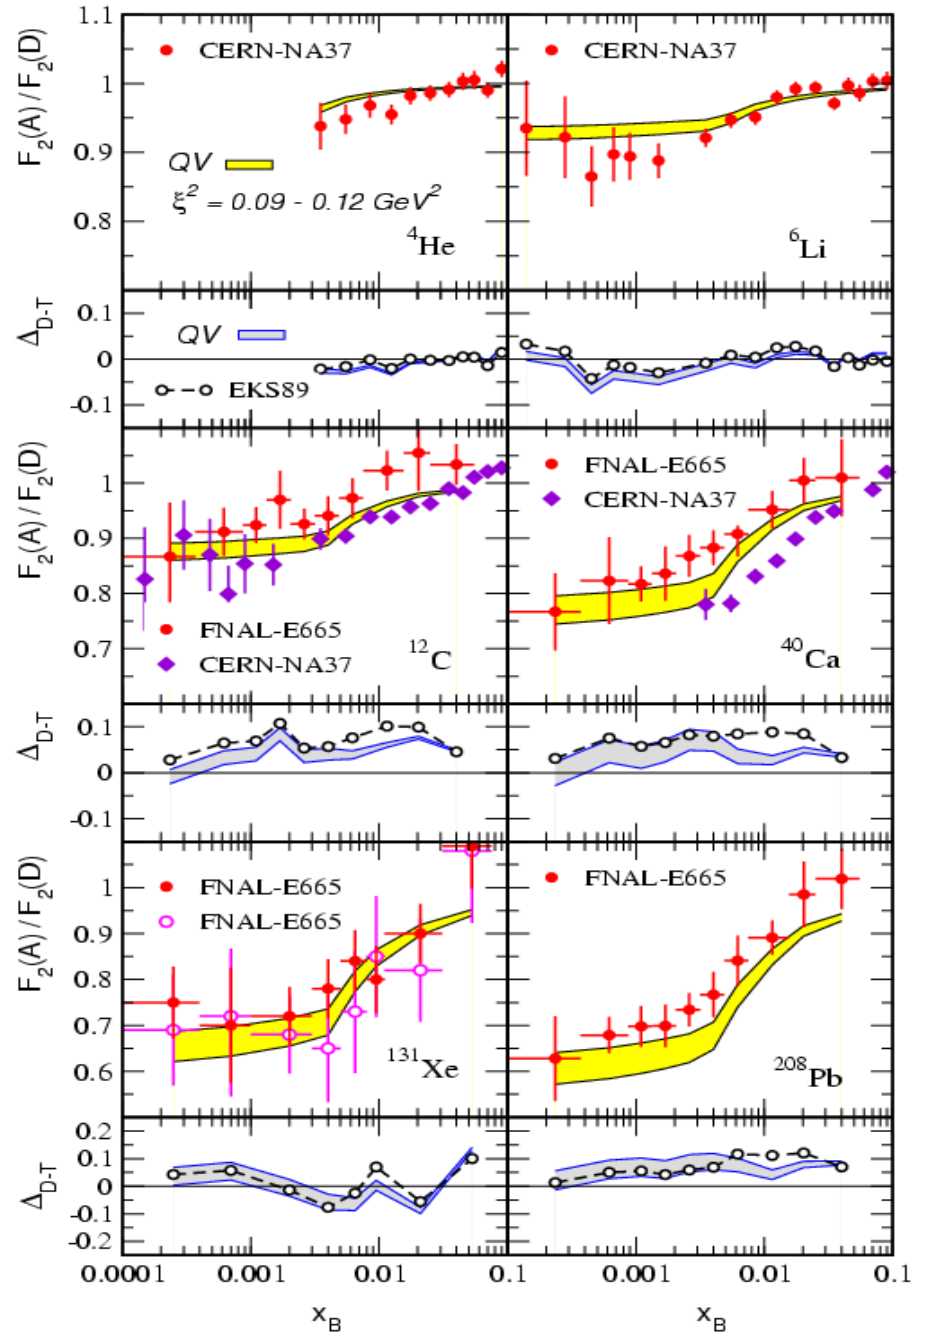 1.1
CERN-NA37
CERN-NA37
F₂(A) / F₂(D)
1
0.9
QV
ξ² = 0.09 - 0.12 GeV²
0.8
⁴He
⁶Li
Δ_D-T
0.1
QV
0
EKS89
-0.1
F₂(A) / F₂(D)
1
FNAL-E665
CERN-NA37
0.9
0.8
FNAL-E665
CERN-NA37
0.7
¹²C
⁴⁰Ca
Δ_D-T
0.1
0
-0.1
F₂(A) / F₂(D)
1
FNAL-E665
FNAL-E665
FNAL-E665
0.9
0.8
0.7
0.6
¹³¹Xe
²⁰⁸Pb
Δ_D-T
0.2
0.1
0
-0.1
-0.2
0.0001 0.001 0.01 0.1 0.001 0.01 0.1
x_B x_B